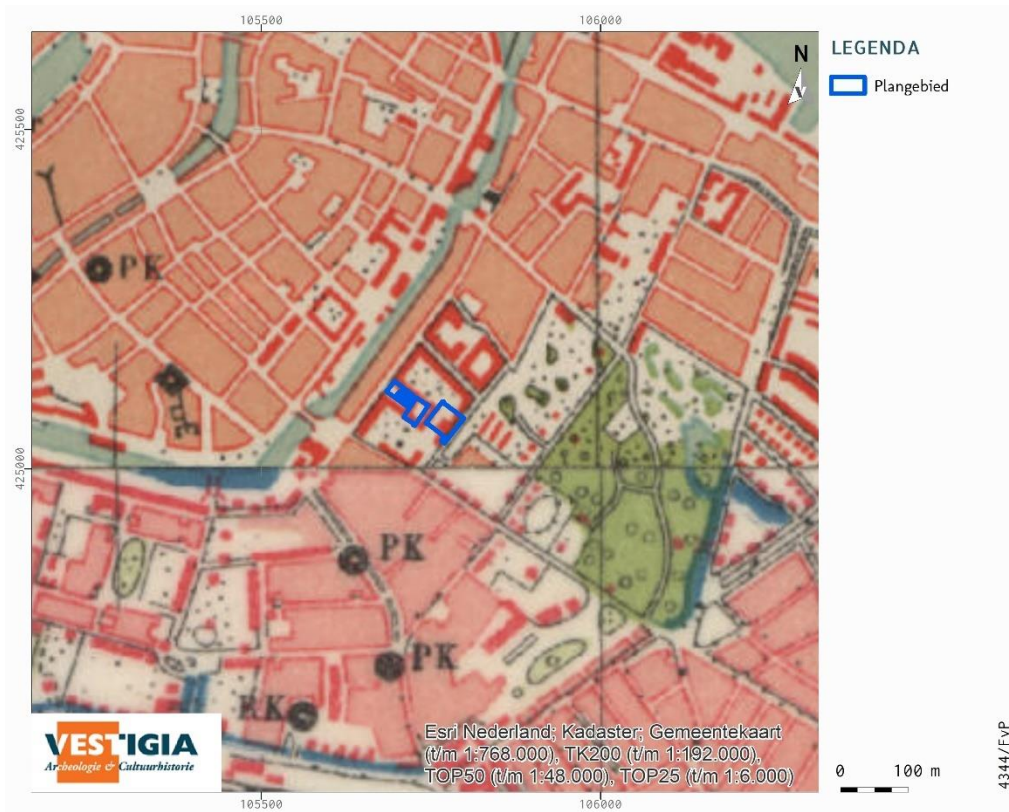 105500
106000
425500
425000
N
LEGENDA
Plangebied
PK
PK
PK
RK
Esri Nederland; Kadaster; Gemeentekaart
(t/m 1:768.000), TK200 (t/m 1:192.000),
TOP50 (t/m 1:48.000), TOP25 (t/m 1:6.000)
VESTIGIA
Archeologie & Cultuurhistorie
0 100 m
4344/FvP
105500
106000